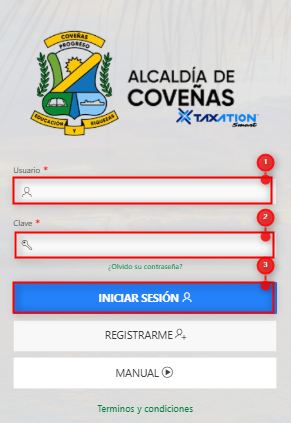 COVEÑAS
PROGRESO
EDUCACIÓN Y RIQUEZAS
ALCALDÍA DE
COVEÑAS
TAXATION
Smart
1
Usuario *
2
Clave *
¿Olvido su contraseña?
3
INICIAR SESIÓN
REGISTRARME
MANUAL
Terminos y condiciones